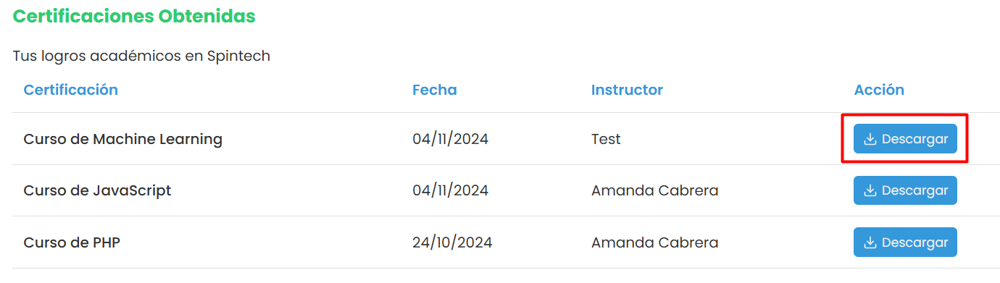 Certificaciones Obtenidas
Tus logros académicos en Spintech
Certificación Fecha Instructor Acción
Curso de Machine Learning 04/11/2024 Test Descargar
Curso de JavaScript 04/11/2024 Amanda Cabrera Descargar
Curso de PHP 24/10/2024 Amanda Cabrera Descargar